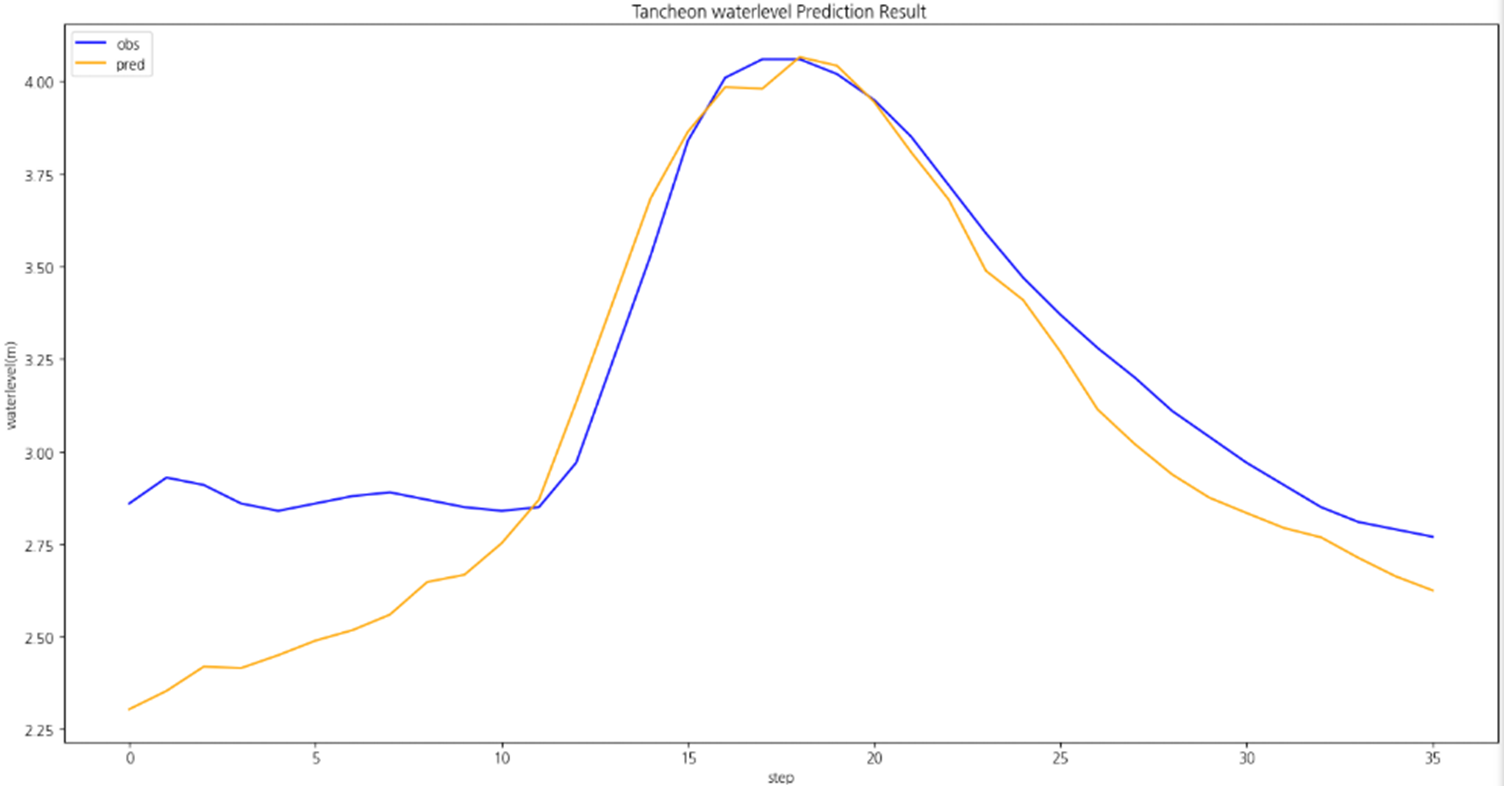 Tancheon waterlevel Prediction Result
obs
pred
4.00
3.75
3.50
3.25
3.00
2.75
2.50
2.25
waterlevel(m)
0 5 10 15 20 25 30 35
step